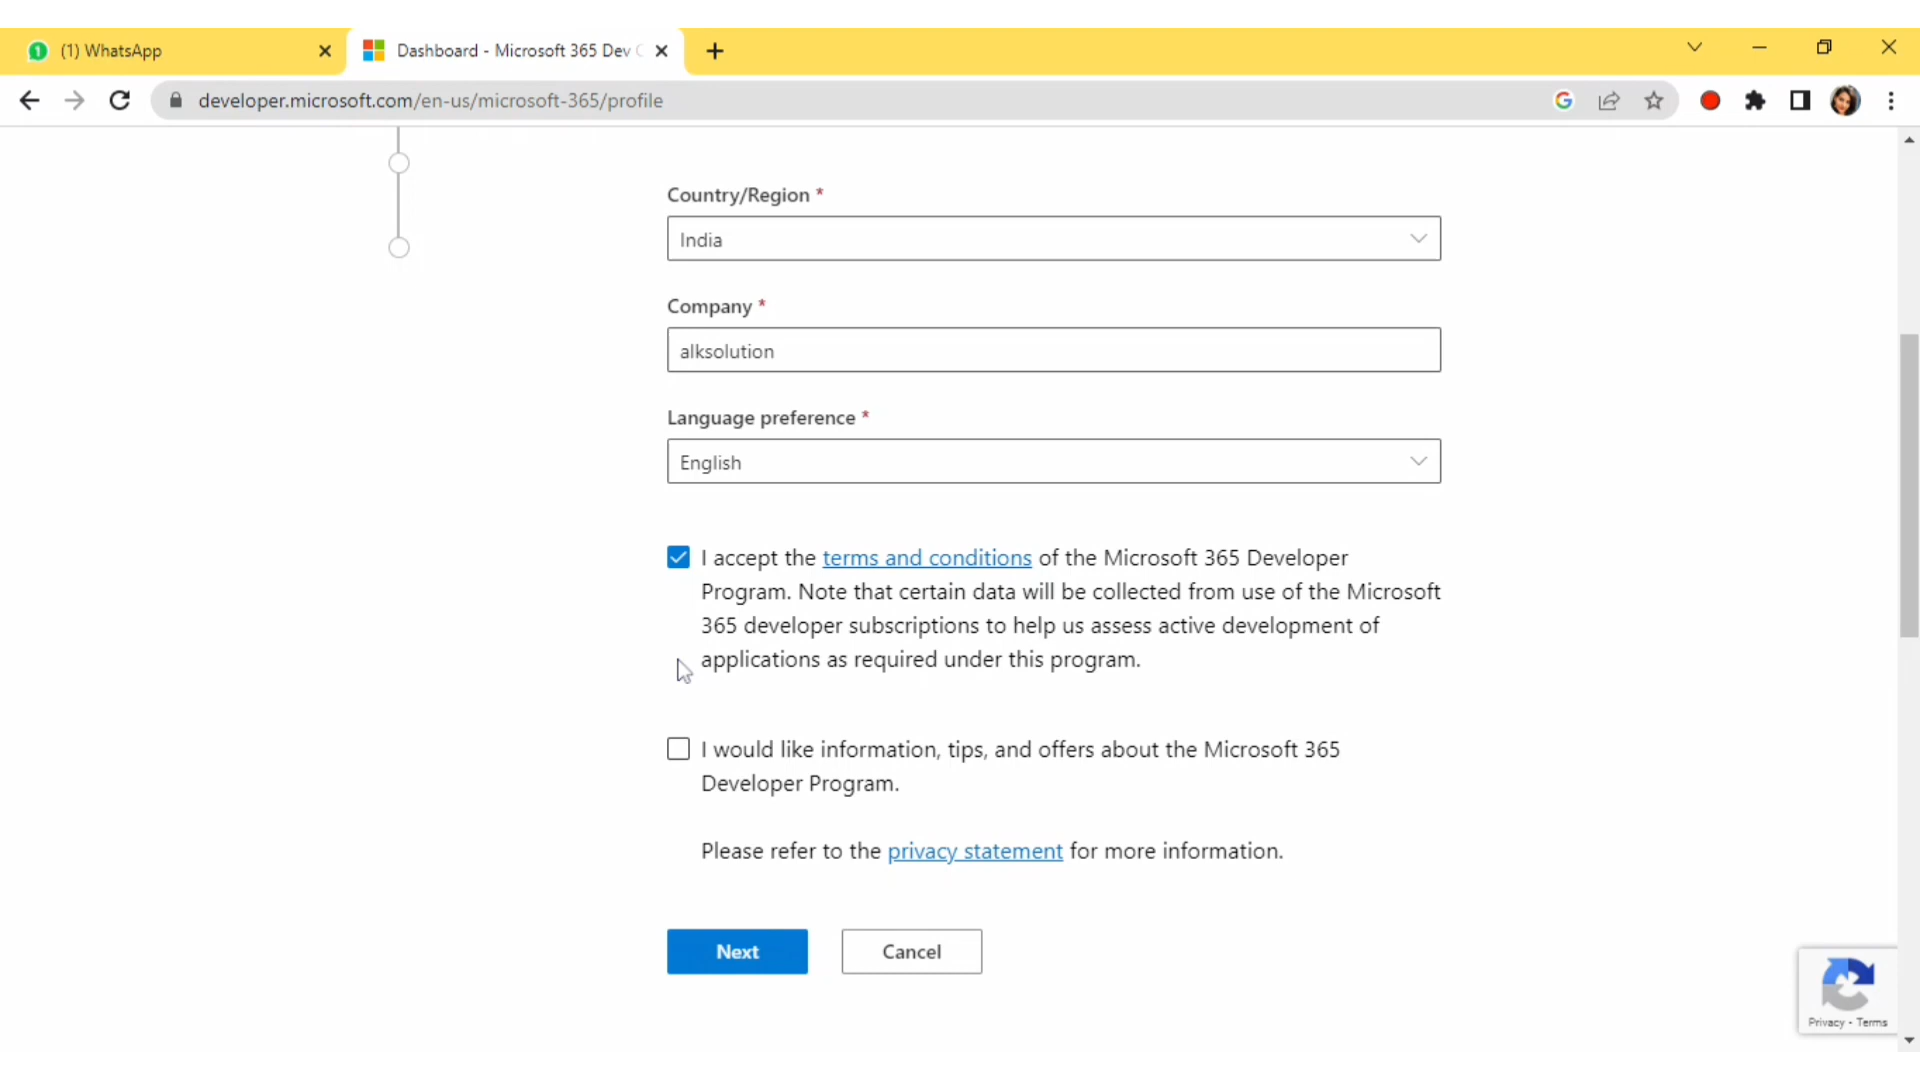 (1) WhatsApp
Dashboard - Microsoft 365 Dev
developer.microsoft.com/en-us/microsoft-365/profile
Country/Region *
India
Company *
alksolution
Language preference *
English
I accept the terms and conditions of the Microsoft 365 Developer
Program. Note that certain data will be collected from use of the Microsoft
365 developer subscriptions to help us assess active development of
applications as required under this program.
I would like information, tips, and offers about the Microsoft 365
Developer Program.
Please refer to the privacy statement for more information.
Next
Cancel
Privacy - Terms